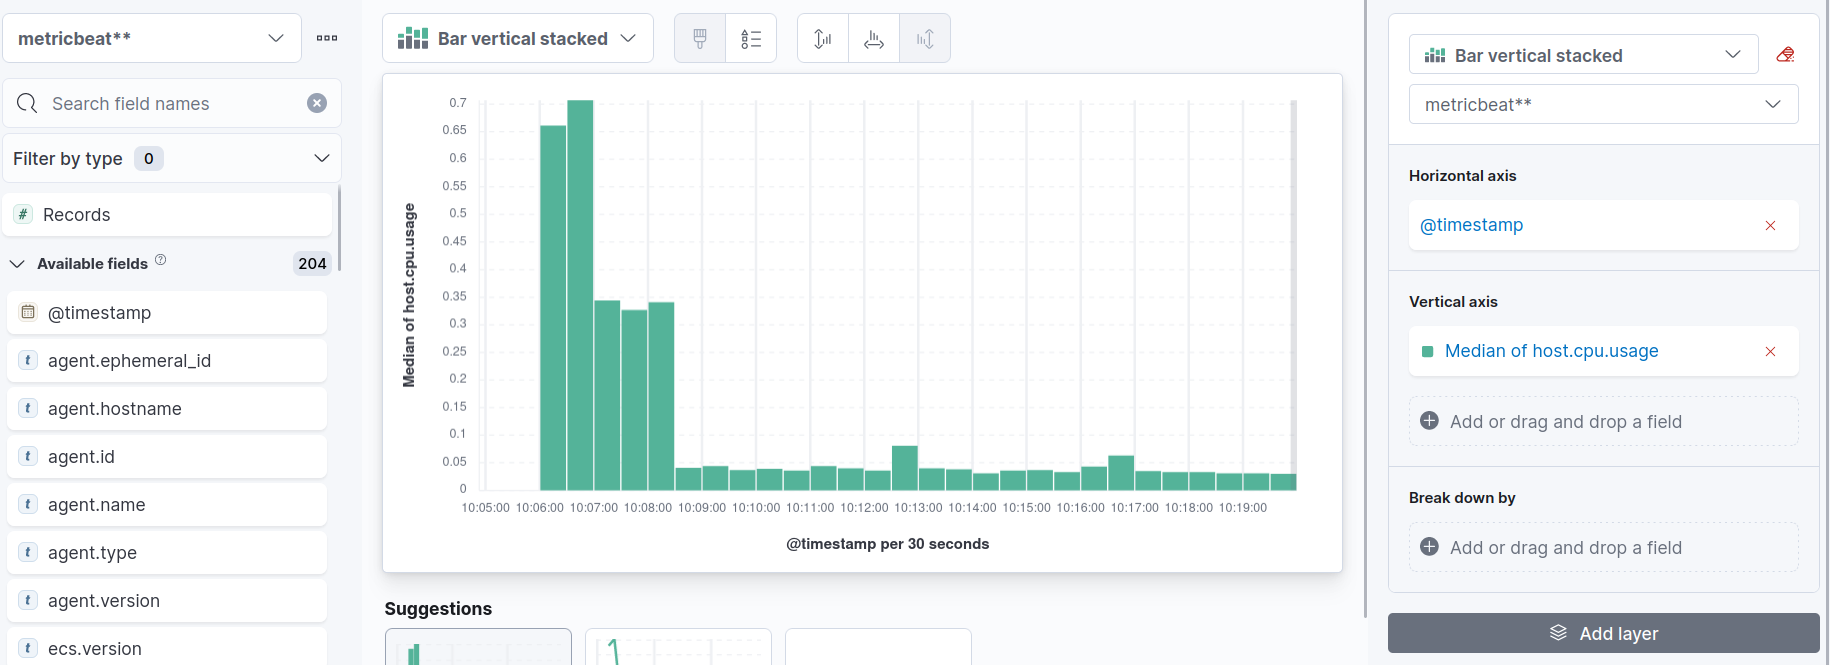 metricbeat**
Search field names
Filter by type 0
# Records
Available fields ? 204
@timestamp
t agent.ephemeral_id
t agent.hostname
t agent.id
t agent.name
t agent.type
t agent.version
t ecs.version
Bar vertical stacked
0.7
0.65
0.6
0.55
0.5
0.45
0.4
0.35
0.3
0.25
0.2
0.15
0.1
0.05
0
Median of host.cpu.usage
10:05:00 10:06:00 10:07:00 10:08:00 10:09:00 10:10:00 10:11:00 10:12:00 10:13:00 10:14:00 10:15:00 10:16:00 10:17:00 10:18:00 10:19:00
@timestamp per 30 seconds
Suggestions
Bar vertical stacked
metricbeat**
Horizontal axis
@timestamp
Vertical axis
Median of host.cpu.usage
Add or drag and drop a field
Break down by
Add or drag and drop a field
Add layer